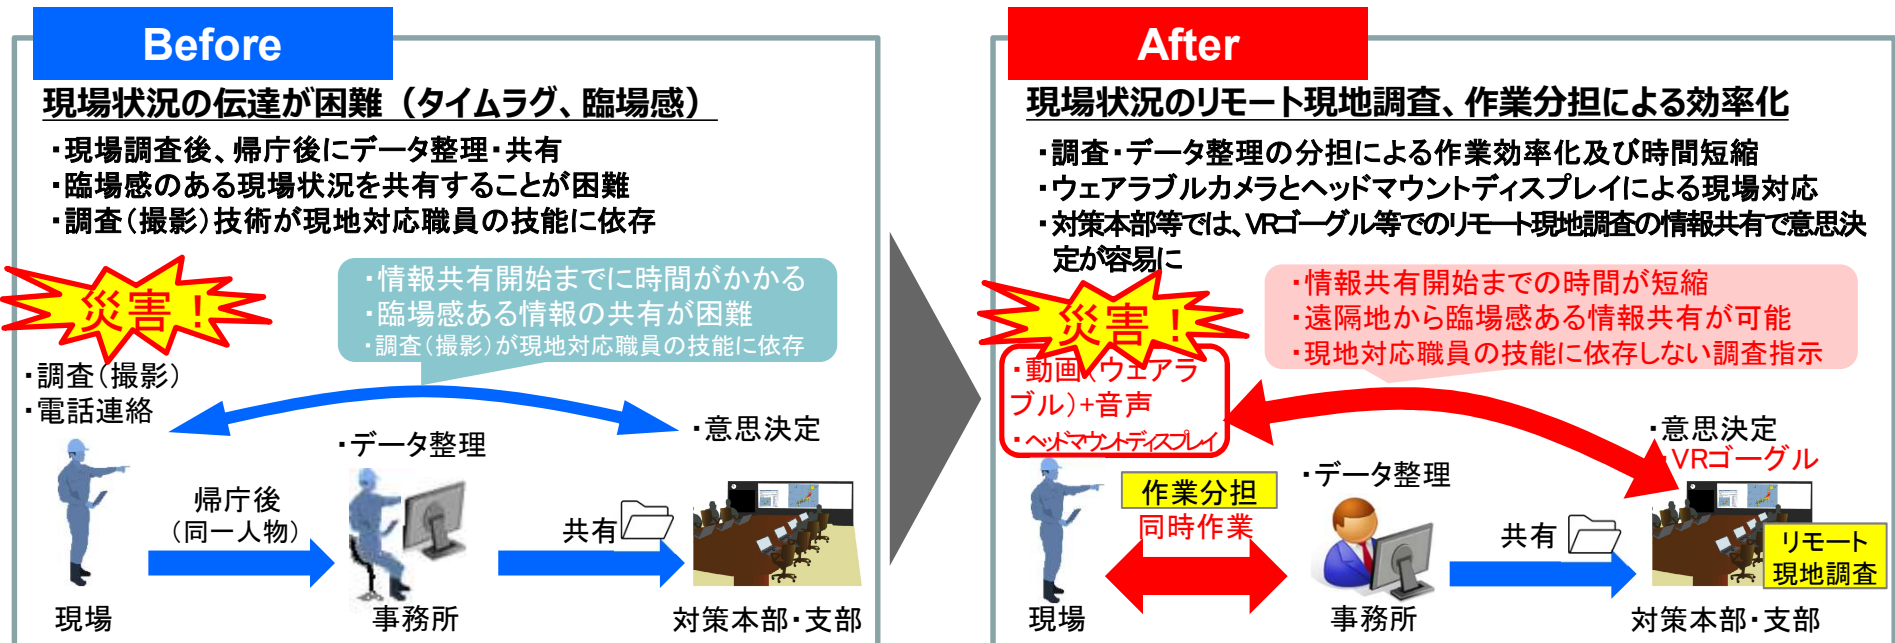 Before
現場状況の伝達が困難（タイムラグ、臨場感）
・現場調査後、帰庁後にデータ整理・共有
・臨場感のある現場状況を共有することが困難
・調査（撮影）技術が現地対応職員の技能に依存
災害！
・情報共有開始までに時間がかかる
・臨場感ある情報の共有が困難
・調査（撮影）が現地対応職員の技能に依存
・調査（撮影）
・電話連絡
・データ整理
・意思決定
帰庁後
（同一人物）
共有
現場
事務所
対策本部・支部
After
現場状況のリモート現地調査、作業分担による効率化
・調査・データ整理の分担による作業効率化及び時間短縮
・ウェアラブルカメラとヘッドマウントディスプレイによる現場対応
・対策本部等では、VRゴーグル等でのリモート現地調査の情報共有で意思決
定が容易に
災害！
・情報共有開始までの時間が短縮
・遠隔地から臨場感ある情報共有が可能
・現地対応職員の技能に依存しない調査指示
・動画（ウェアラ
ブル）+音声
・ヘッドマウントディスプレイ
・意思決定
・VRゴーグル
作業分担
同時作業
・データ整理
共有
リモート
現地調査
現場
事務所
対策本部・支部